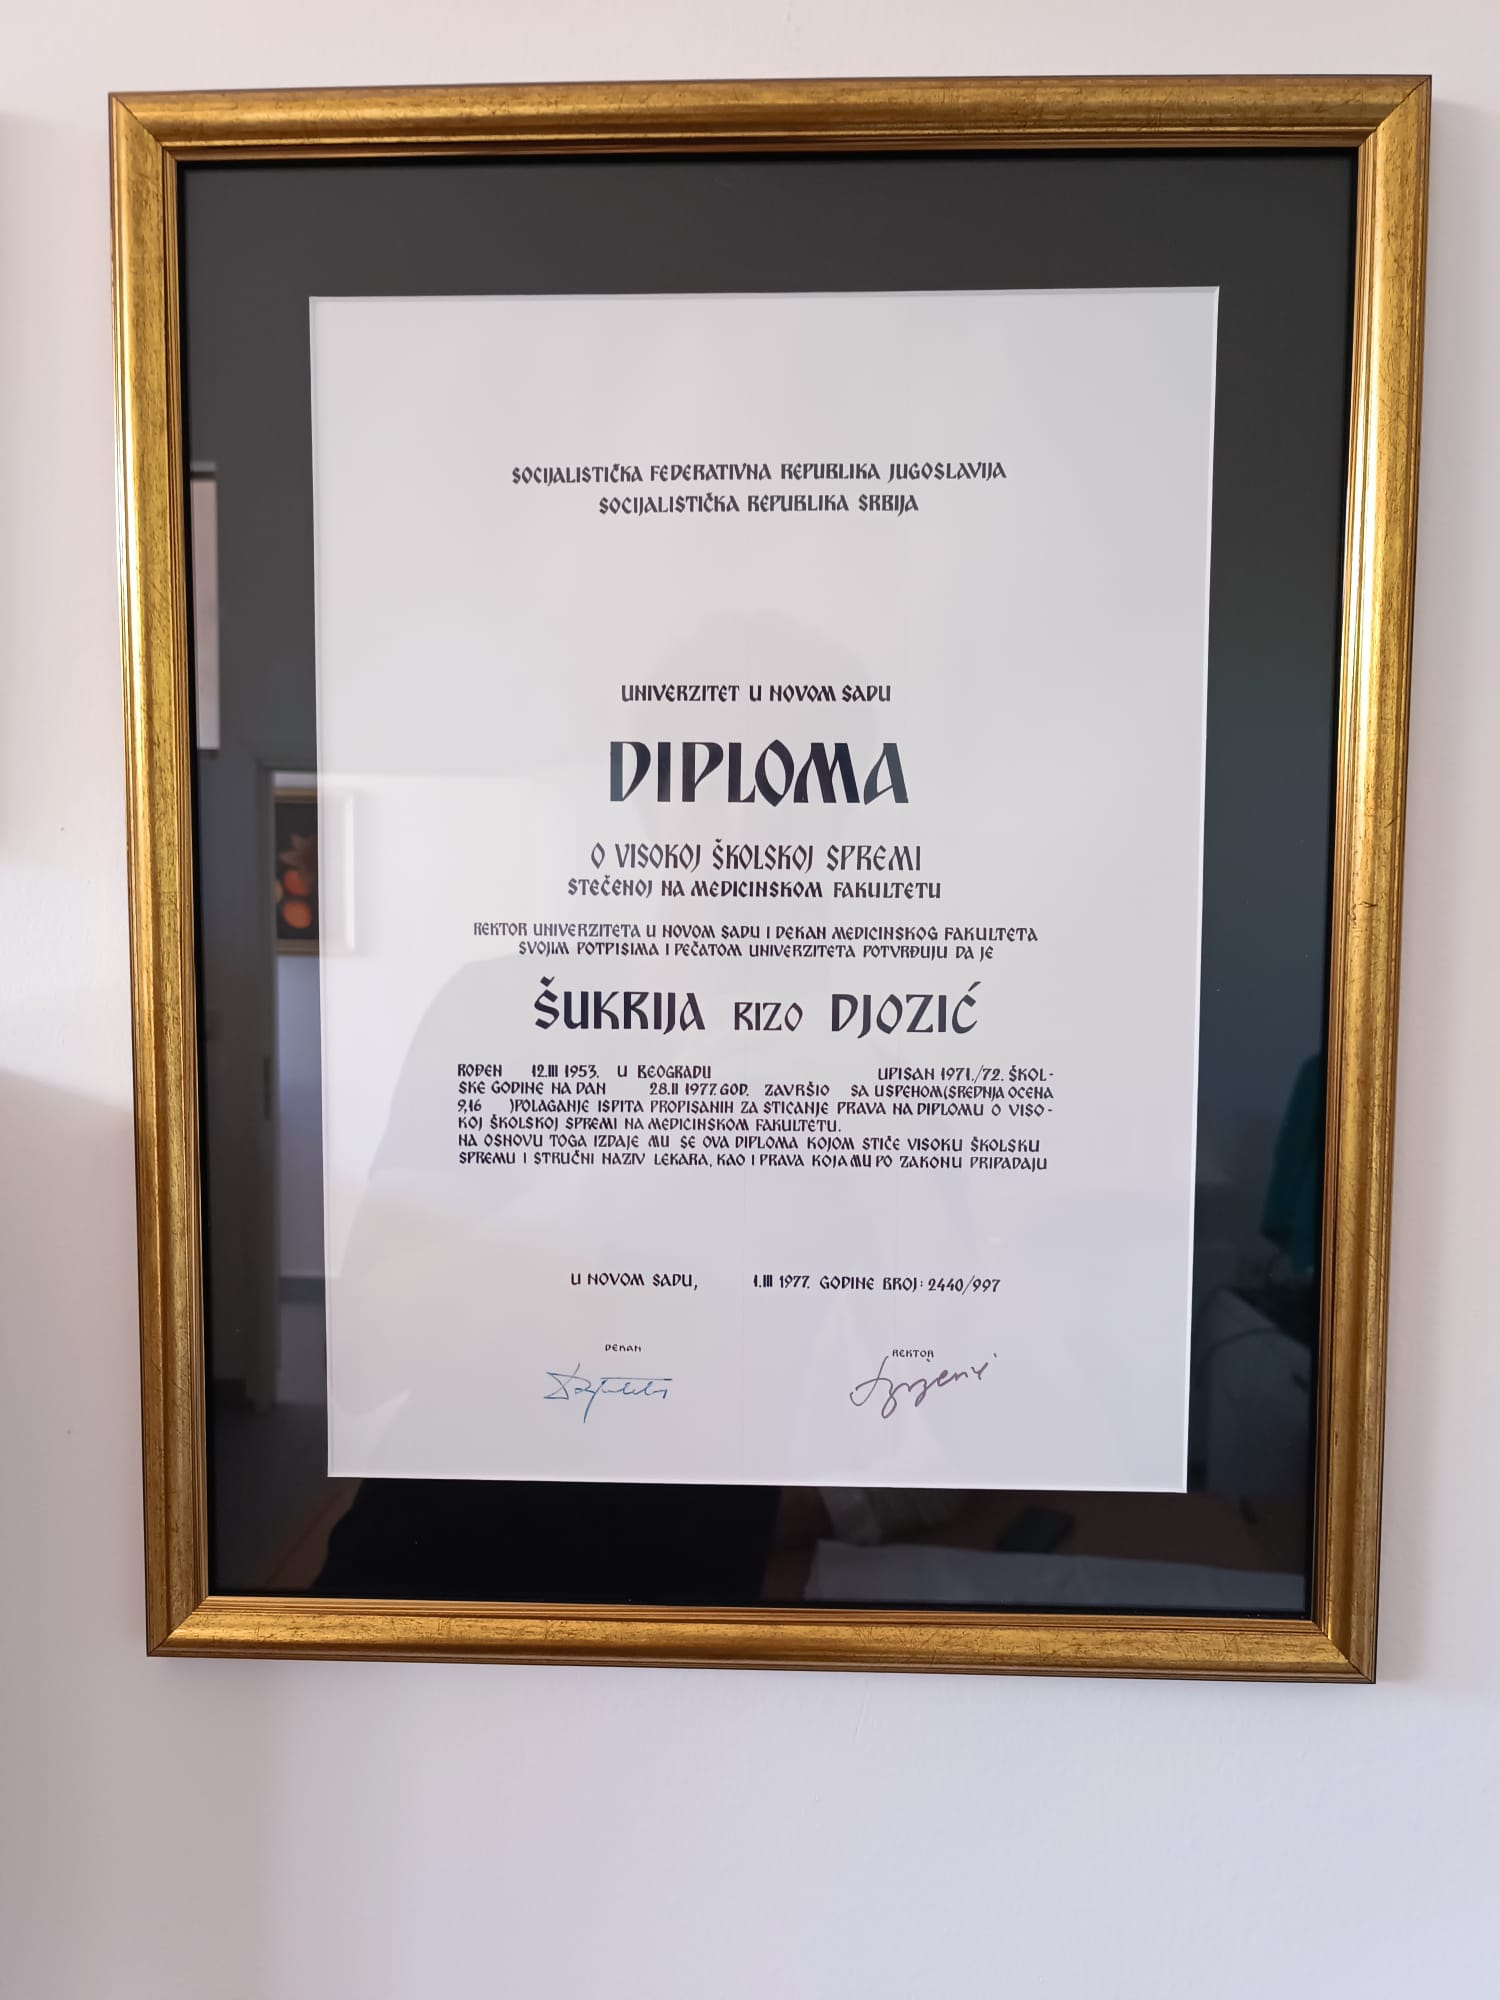 SOCIJALISTIČKA FEDERATIVNA REPUBLIKA JUGOSLAVIJA
SOCIJALISTIČKA REPUBLIKA SRBIJA
UNIVERZITET U NOVOM SADU
DIPLOMA
O VISOKOJ ŠKOLSKOJ SPREMI
STEČENOJ NA MEDICINSKOM FAKULTETU
REKTOR UNIVERZITETA U NOVOM SADU I DEKAN MEDICINSKOG FAKULTETA
SVOJIM POTPISIMA I PEČATOM UNIVERZITETA POTVRĐUJU DA JE
ŠUKRIJA RIZO DJOZIĆ
ROĐEN 12.III 1953. U BEOGRADU UPISAN 1971./72. ŠKOL-
SKE GODINE NA DAN 28.II 1977. GOD. ZAVRŠIO SA USPEHOM(SREDNJA OCENA
9,16 )POLAGANJE ISPITA PROPISANIH ZA STICANJE PRAVA NA DIPLOMU O VISO-
KOJ ŠKOLSKOJ SPREMI NA MEDICINSKOM FAKULTETU.
NA OSNOVU TOGA IZDAJE MU SE OVA DIPLOMA KOJOM STIČE VISOKU ŠKOLSKU
SPREMU I STRUČNI NAZIV LEKARA, KAO I PRAVA KOJA MU PO ZAKONU PRIPADAJU
U NOVOM SADU, 1.III 1977. GODINE BROJ: 2440/997
DEKAN REKTOR